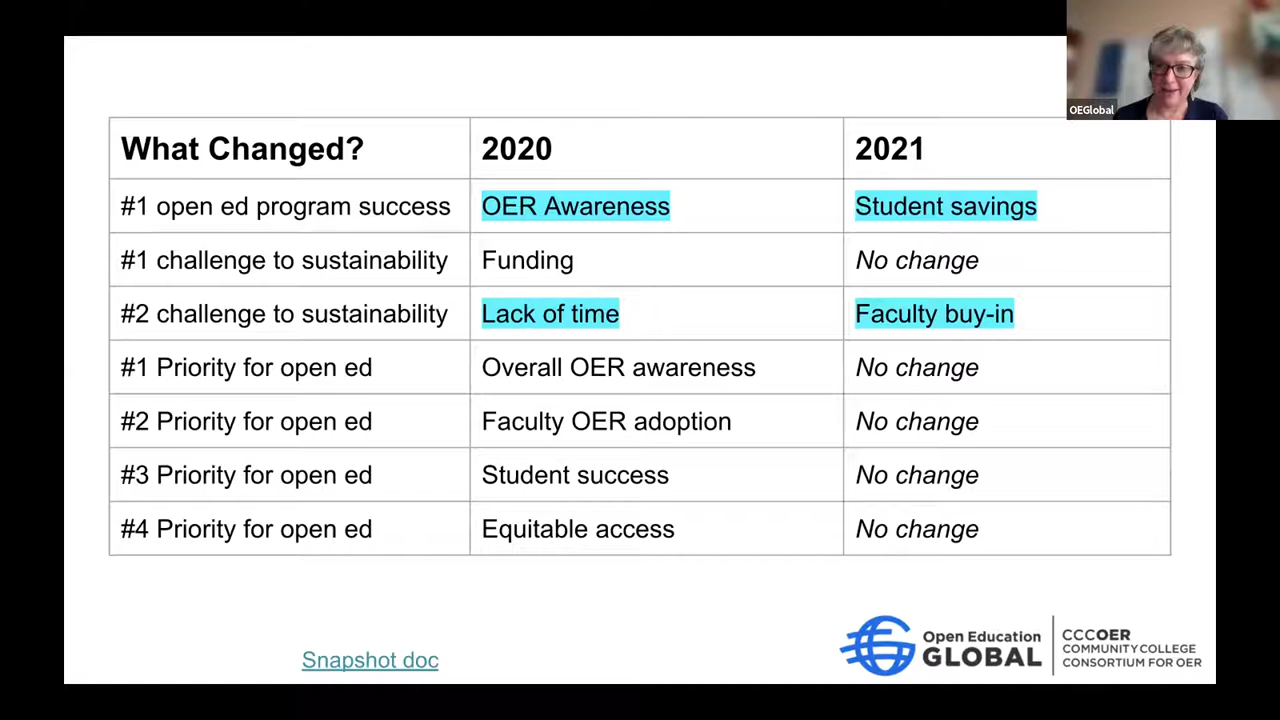 OEGlobal
What Changed? 2020 2021
#1 open ed program success OER Awareness Student savings
#1 challenge to sustainability Funding No change
#2 challenge to sustainability Lack of time Faculty buy-in
#1 Priority for open ed Overall OER awareness No change
#2 Priority for open ed Faculty OER adoption No change
#3 Priority for open ed Student success No change
#4 Priority for open ed Equitable access No change
Snapshot doc
Open Education
GLOBAL
CCCOER
COMMUNITY COLLEGE
CONSORTIUM FOR OER